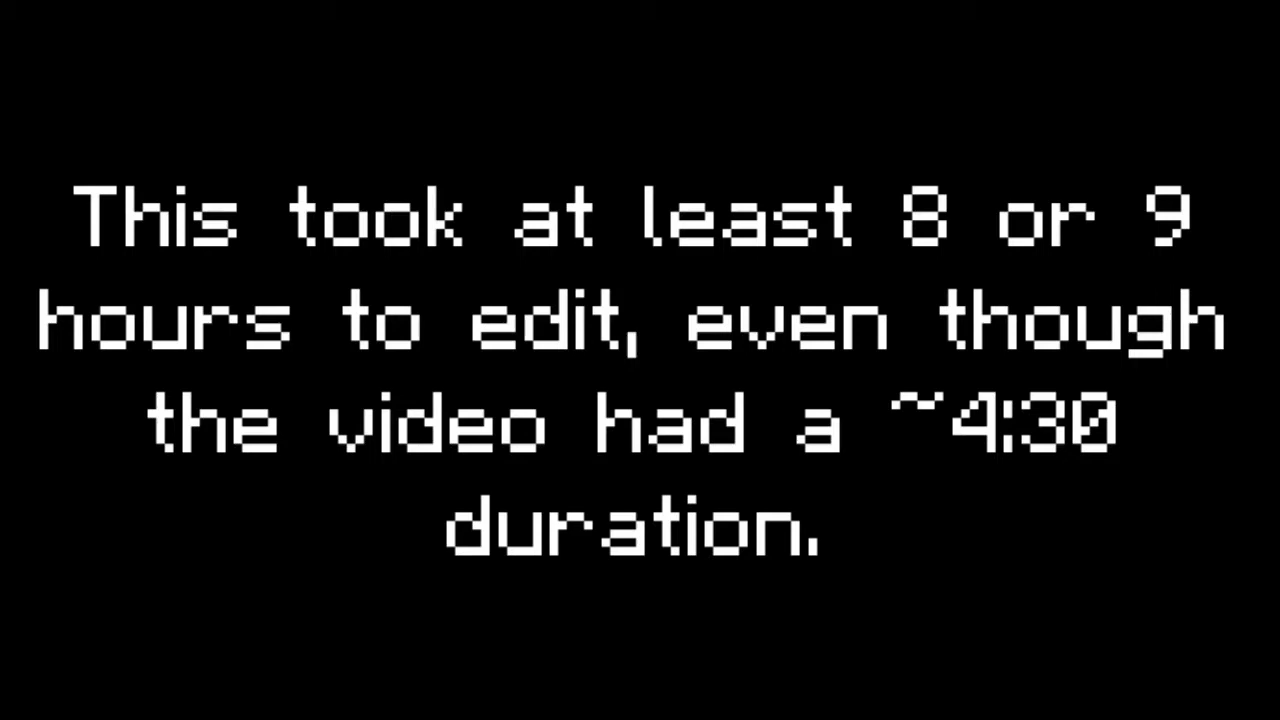 This took at least 8 or 9
hours to edit, even though
the video had a ~4:30
duration.